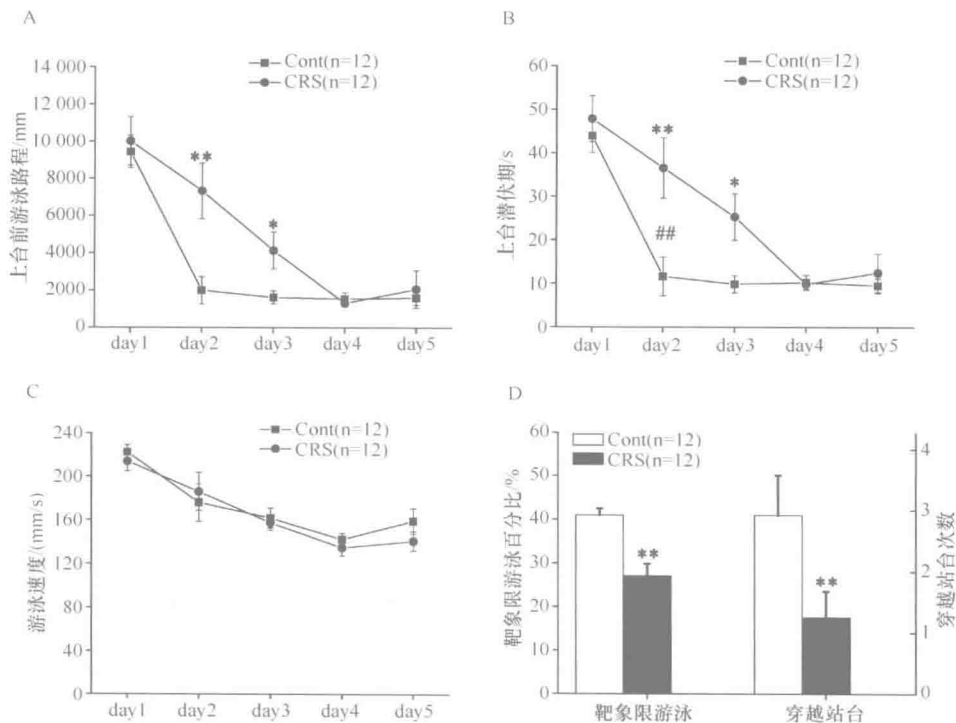 A
Cont(n=12)
CRS(n=12)
上台前游泳路程/mm
14 000
12 000
10 000
8000
6000
4000
2000
0
**
*
day1 day2 day3 day4 day5
B
Cont(n=12)
CRS(n=12)
上台潜伏期/s
60
50
40
30
20
10
0
**
*
##
day1 day2 day3 day4 day5
C
Cont(n=12)
CRS(n=12)
游泳速度/(mm/s)
240
200
160
120
80
40
0
day1 day2 day3 day4 day5
D
Cont(n=12)
CRS(n=12)
靶象限游泳百分比/%
60
50
40
30
20
10
0
**
**
穿越站台次数
4
3
2
1
0
靶象限游泳 穿越站台